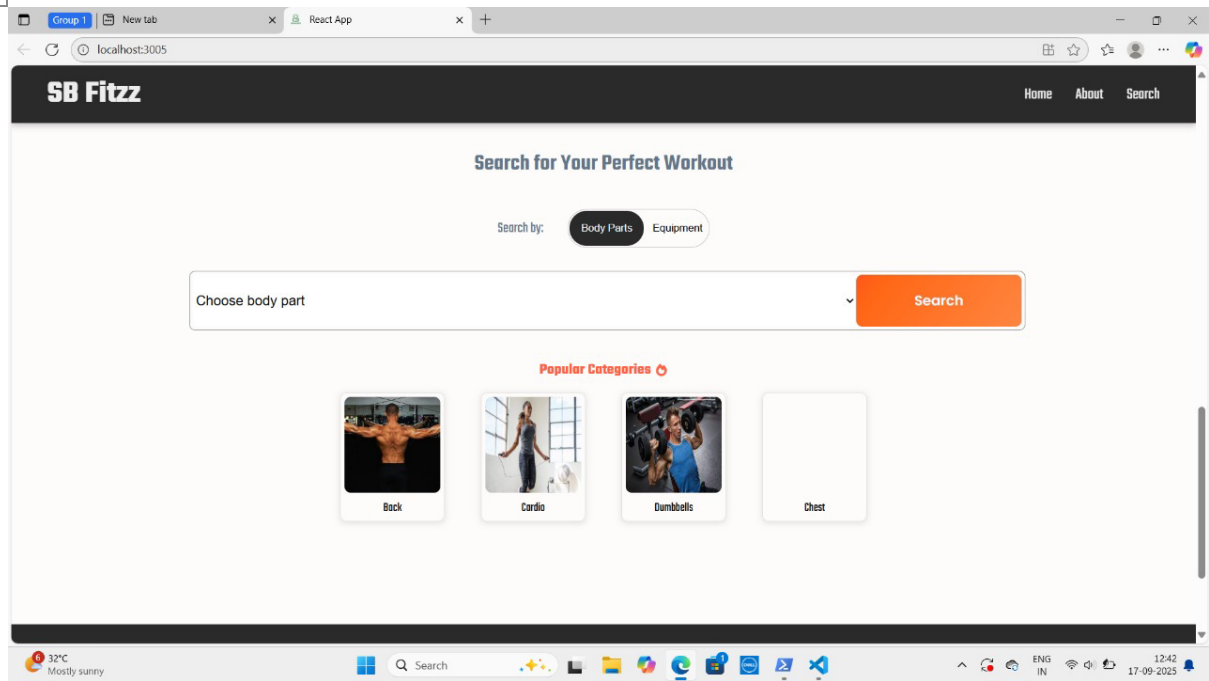 Group 1 New tab React App
localhost:3005
SB Fitzz Home About Search
Search for Your Perfect Workout
Search by: Body Parts Equipment
Choose body part Search
Popular Categories
Back Cardio Dumbbells Chest
6 32°C
Mostly sunny
Search
DELL
ENG
IN
12:42
17-09-2025